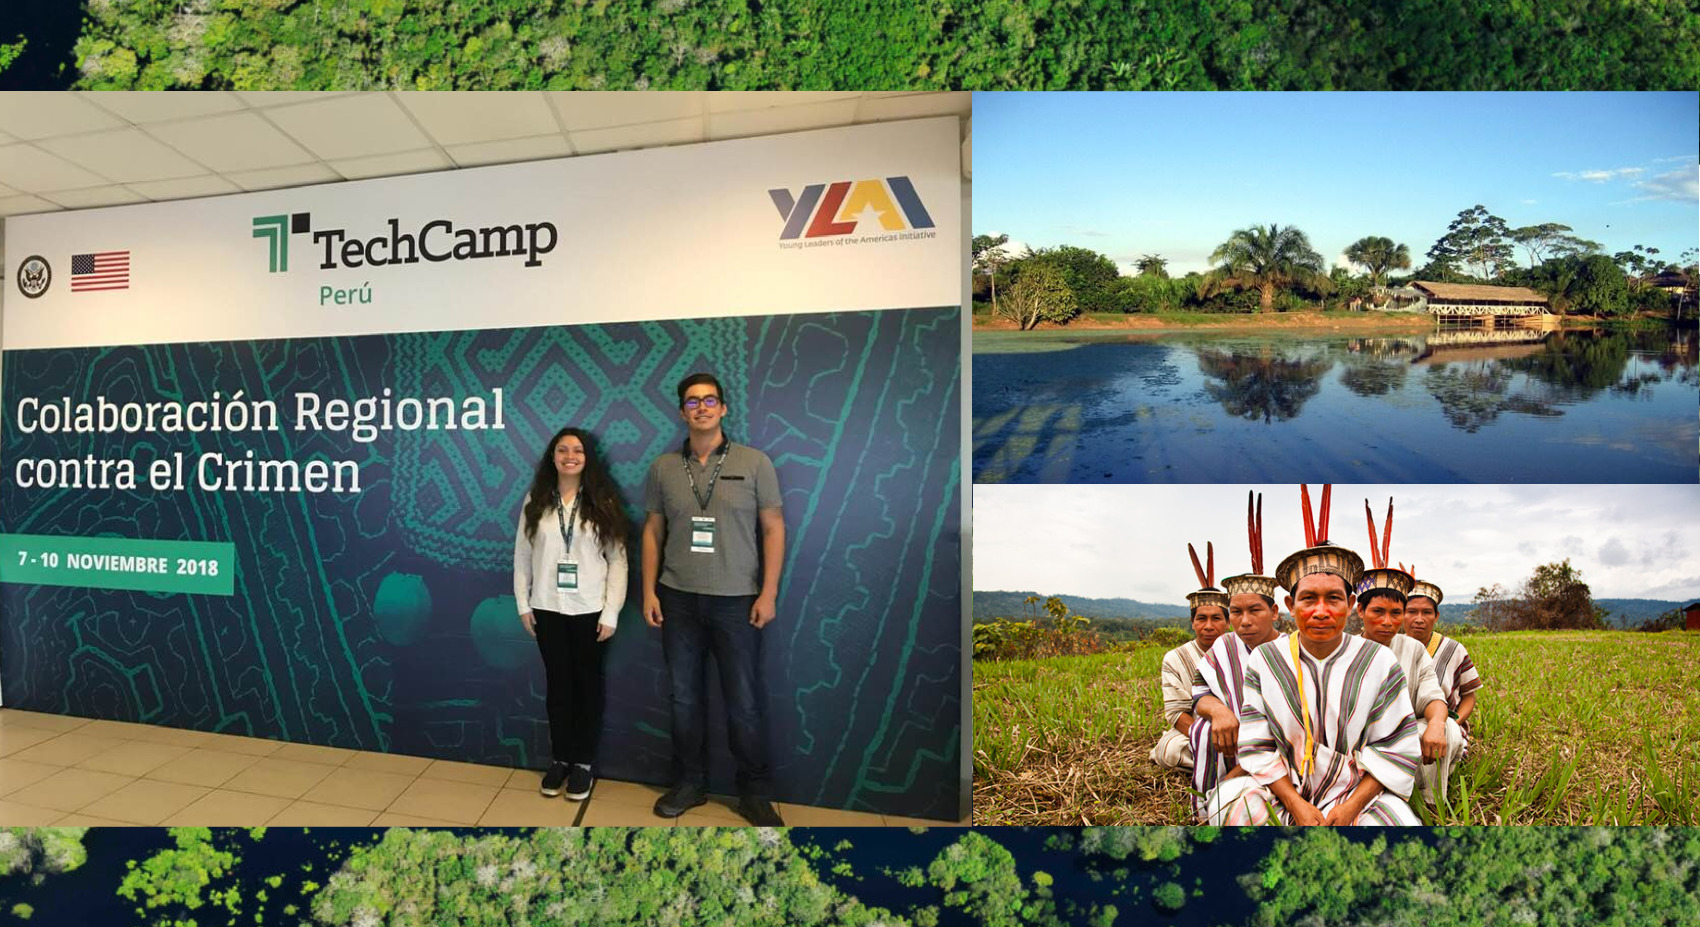 TechCamp
Perú
YLAI
Young Leaders of the Americas Initiative
Colaboración Regional
contra el Crimen
7 - 10 NOVIEMBRE 2018